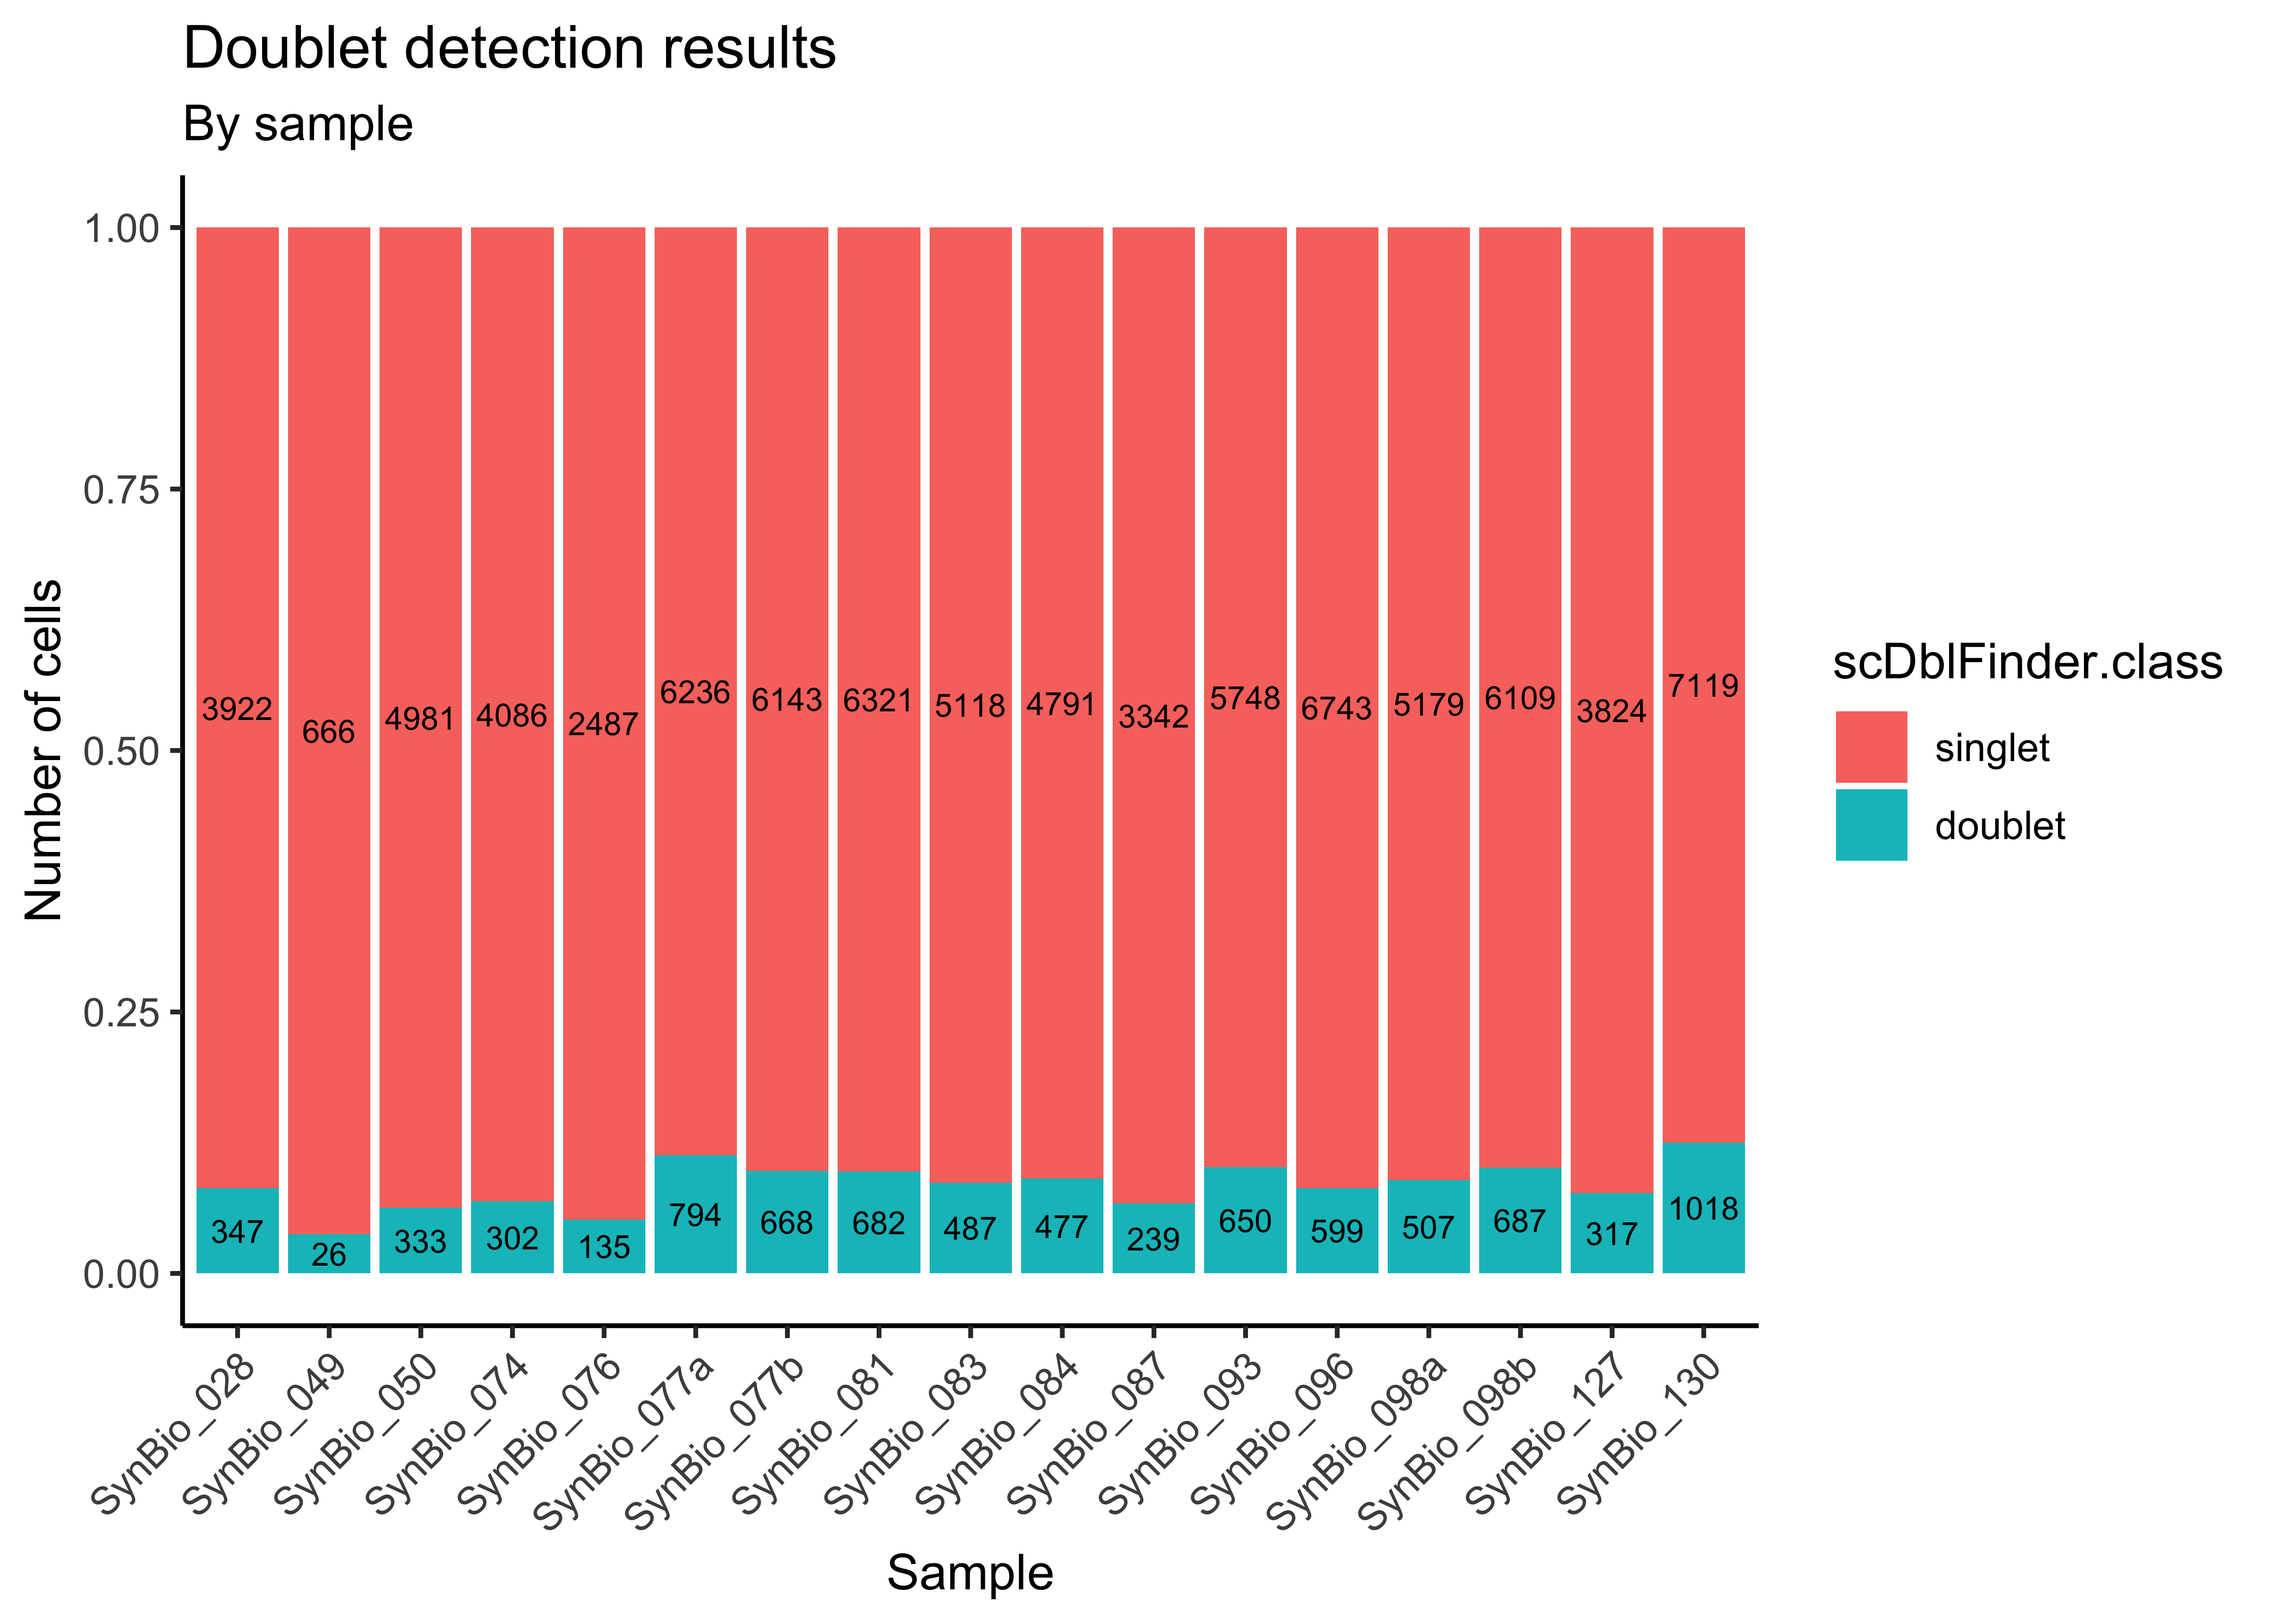 Doublet detection results
By sample
Number of cells
1.00
0.75
0.50
0.25
0.00
3922
666
4981
4086
2487
6236
6143
6321
5118
4791
3342
5748
6743
5179
6109
3824
7119
347
26
333
302
135
794
668
682
487
477
239
650
599
507
687
317
1018
SynBio_028
SynBio_049
SynBio_050
SynBio_074
SynBio_076
SynBio_077a
SynBio_077b
SynBio_081
SynBio_083
SynBio_084
SynBio_087
SynBio_093
SynBio_096
SynBio_098a
SynBio_098b
SynBio_127
SynBio_130
Sample
scDblFinder.class
singlet
doublet